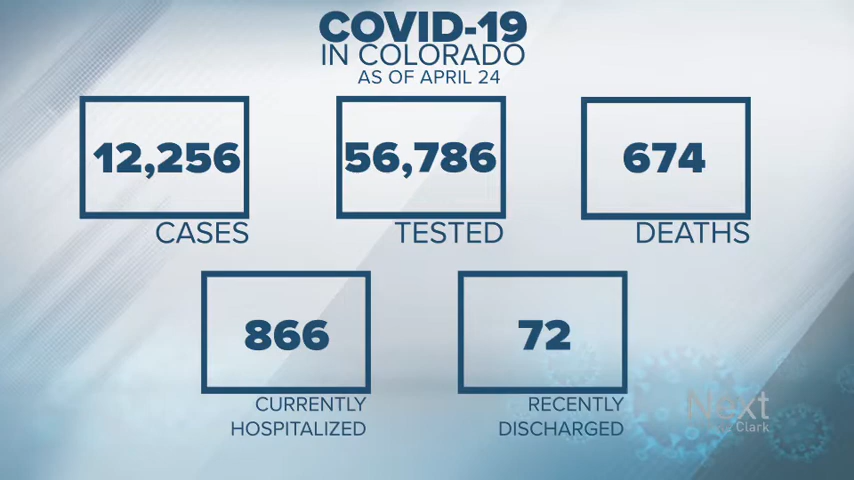 COVID-19
IN COLORADO
AS OF APRIL 24
12,256
56,786
674
CASES
TESTED
DEATHS
866
72
CURRENTLY
HOSPITALIZED
RECENTLY
DISCHARGED
Next
Clark